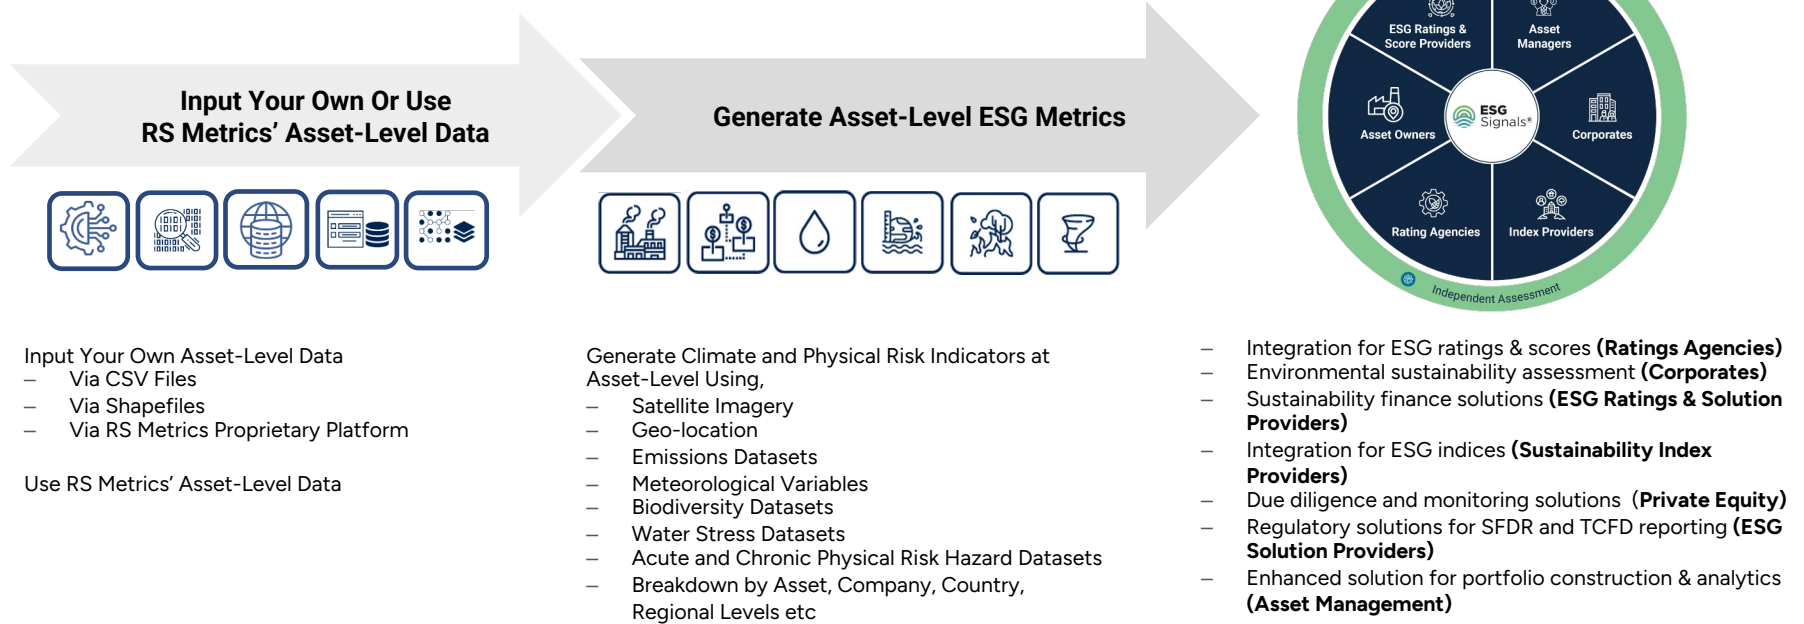 Input Your Own Or Use
RS Metrics’ Asset-Level Data
Generate Asset-Level ESG Metrics
ESG Ratings &
Score Providers
Asset
Managers
Asset Owners
ESG
Signals®
Corporates
Rating Agencies
Index Providers
Independent Assessment
Input Your Own Asset-Level Data
– Via CSV Files
– Via Shapefiles
– Via RS Metrics Proprietary Platform
Use RS Metrics’ Asset-Level Data
Generate Climate and Physical Risk Indicators at
Asset-Level Using,
– Satellite Imagery
– Geo-location
– Emissions Datasets
– Meteorological Variables
– Biodiversity Datasets
– Water Stress Datasets
– Acute and Chronic Physical Risk Hazard Datasets
– Breakdown by Asset, Company, Country,
Regional Levels etc
– Integration for ESG ratings & scores (Ratings Agencies)
– Environmental sustainability assessment (Corporates)
– Sustainability finance solutions (ESG Ratings & Solution
Providers)
– Integration for ESG indices (Sustainability Index
Providers)
– Due diligence and monitoring solutions (Private Equity)
– Regulatory solutions for SFDR and TCFD reporting (ESG
Solution Providers)
– Enhanced solution for portfolio construction & analytics
(Asset Management)